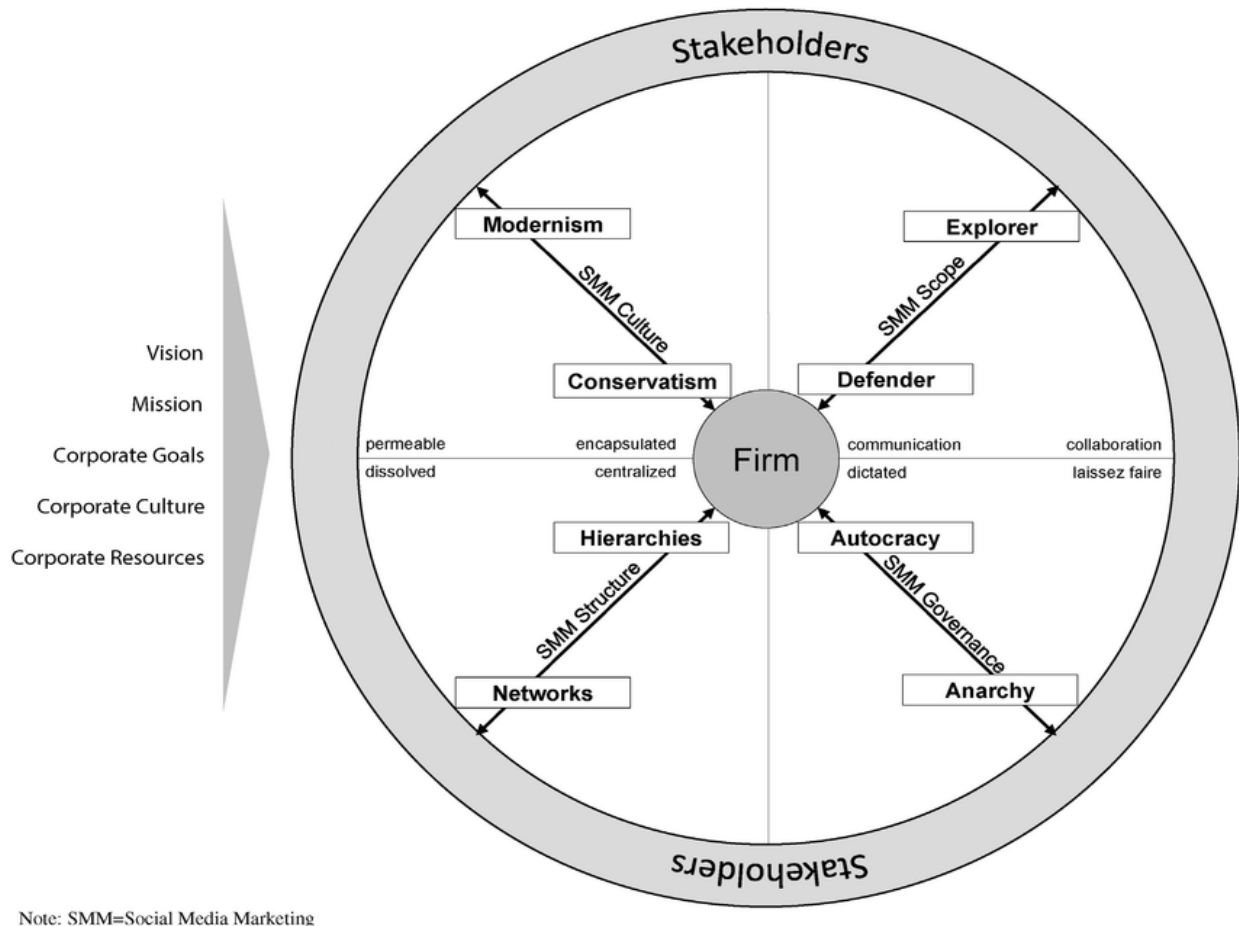 Stakeholders
Modernism
Explorer
SMM Culture
SMM Scope
Vision
Mission
Corporate Goals
Corporate Culture
Corporate Resources
Conservatism
Defender
permeable
encapsulated
communication
collaboration
Firm
dissolved
centralized
dictated
laissez faire
Hierarchies
Autocracy
SMM Structure
SMM Governance
Networks
Anarchy
Stakeholders
Note: SMM=Social Media Marketing